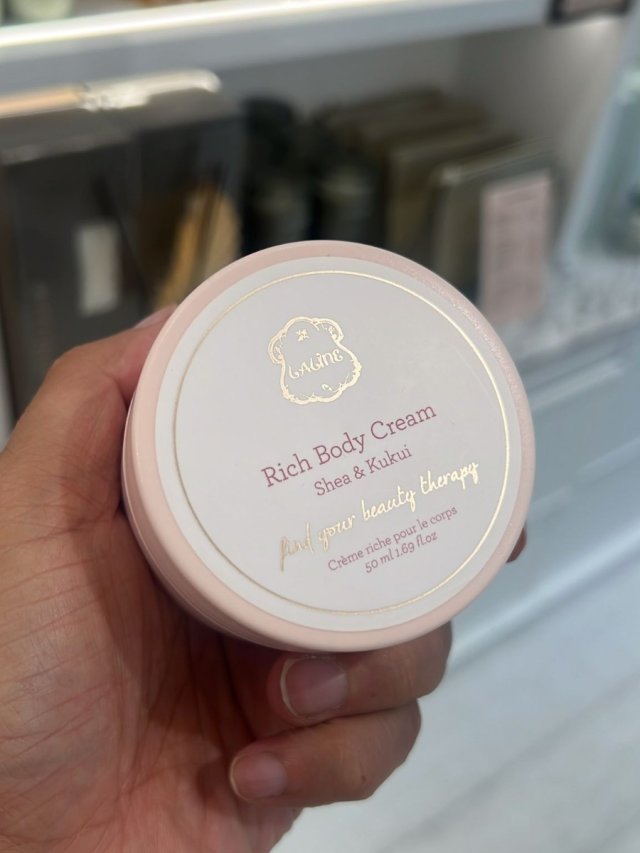 LALINE
Rich Body Cream
Shea & Kukui
find your beauty therapy
Crème riche pour le corps
50 ml 1.69 fl.oz